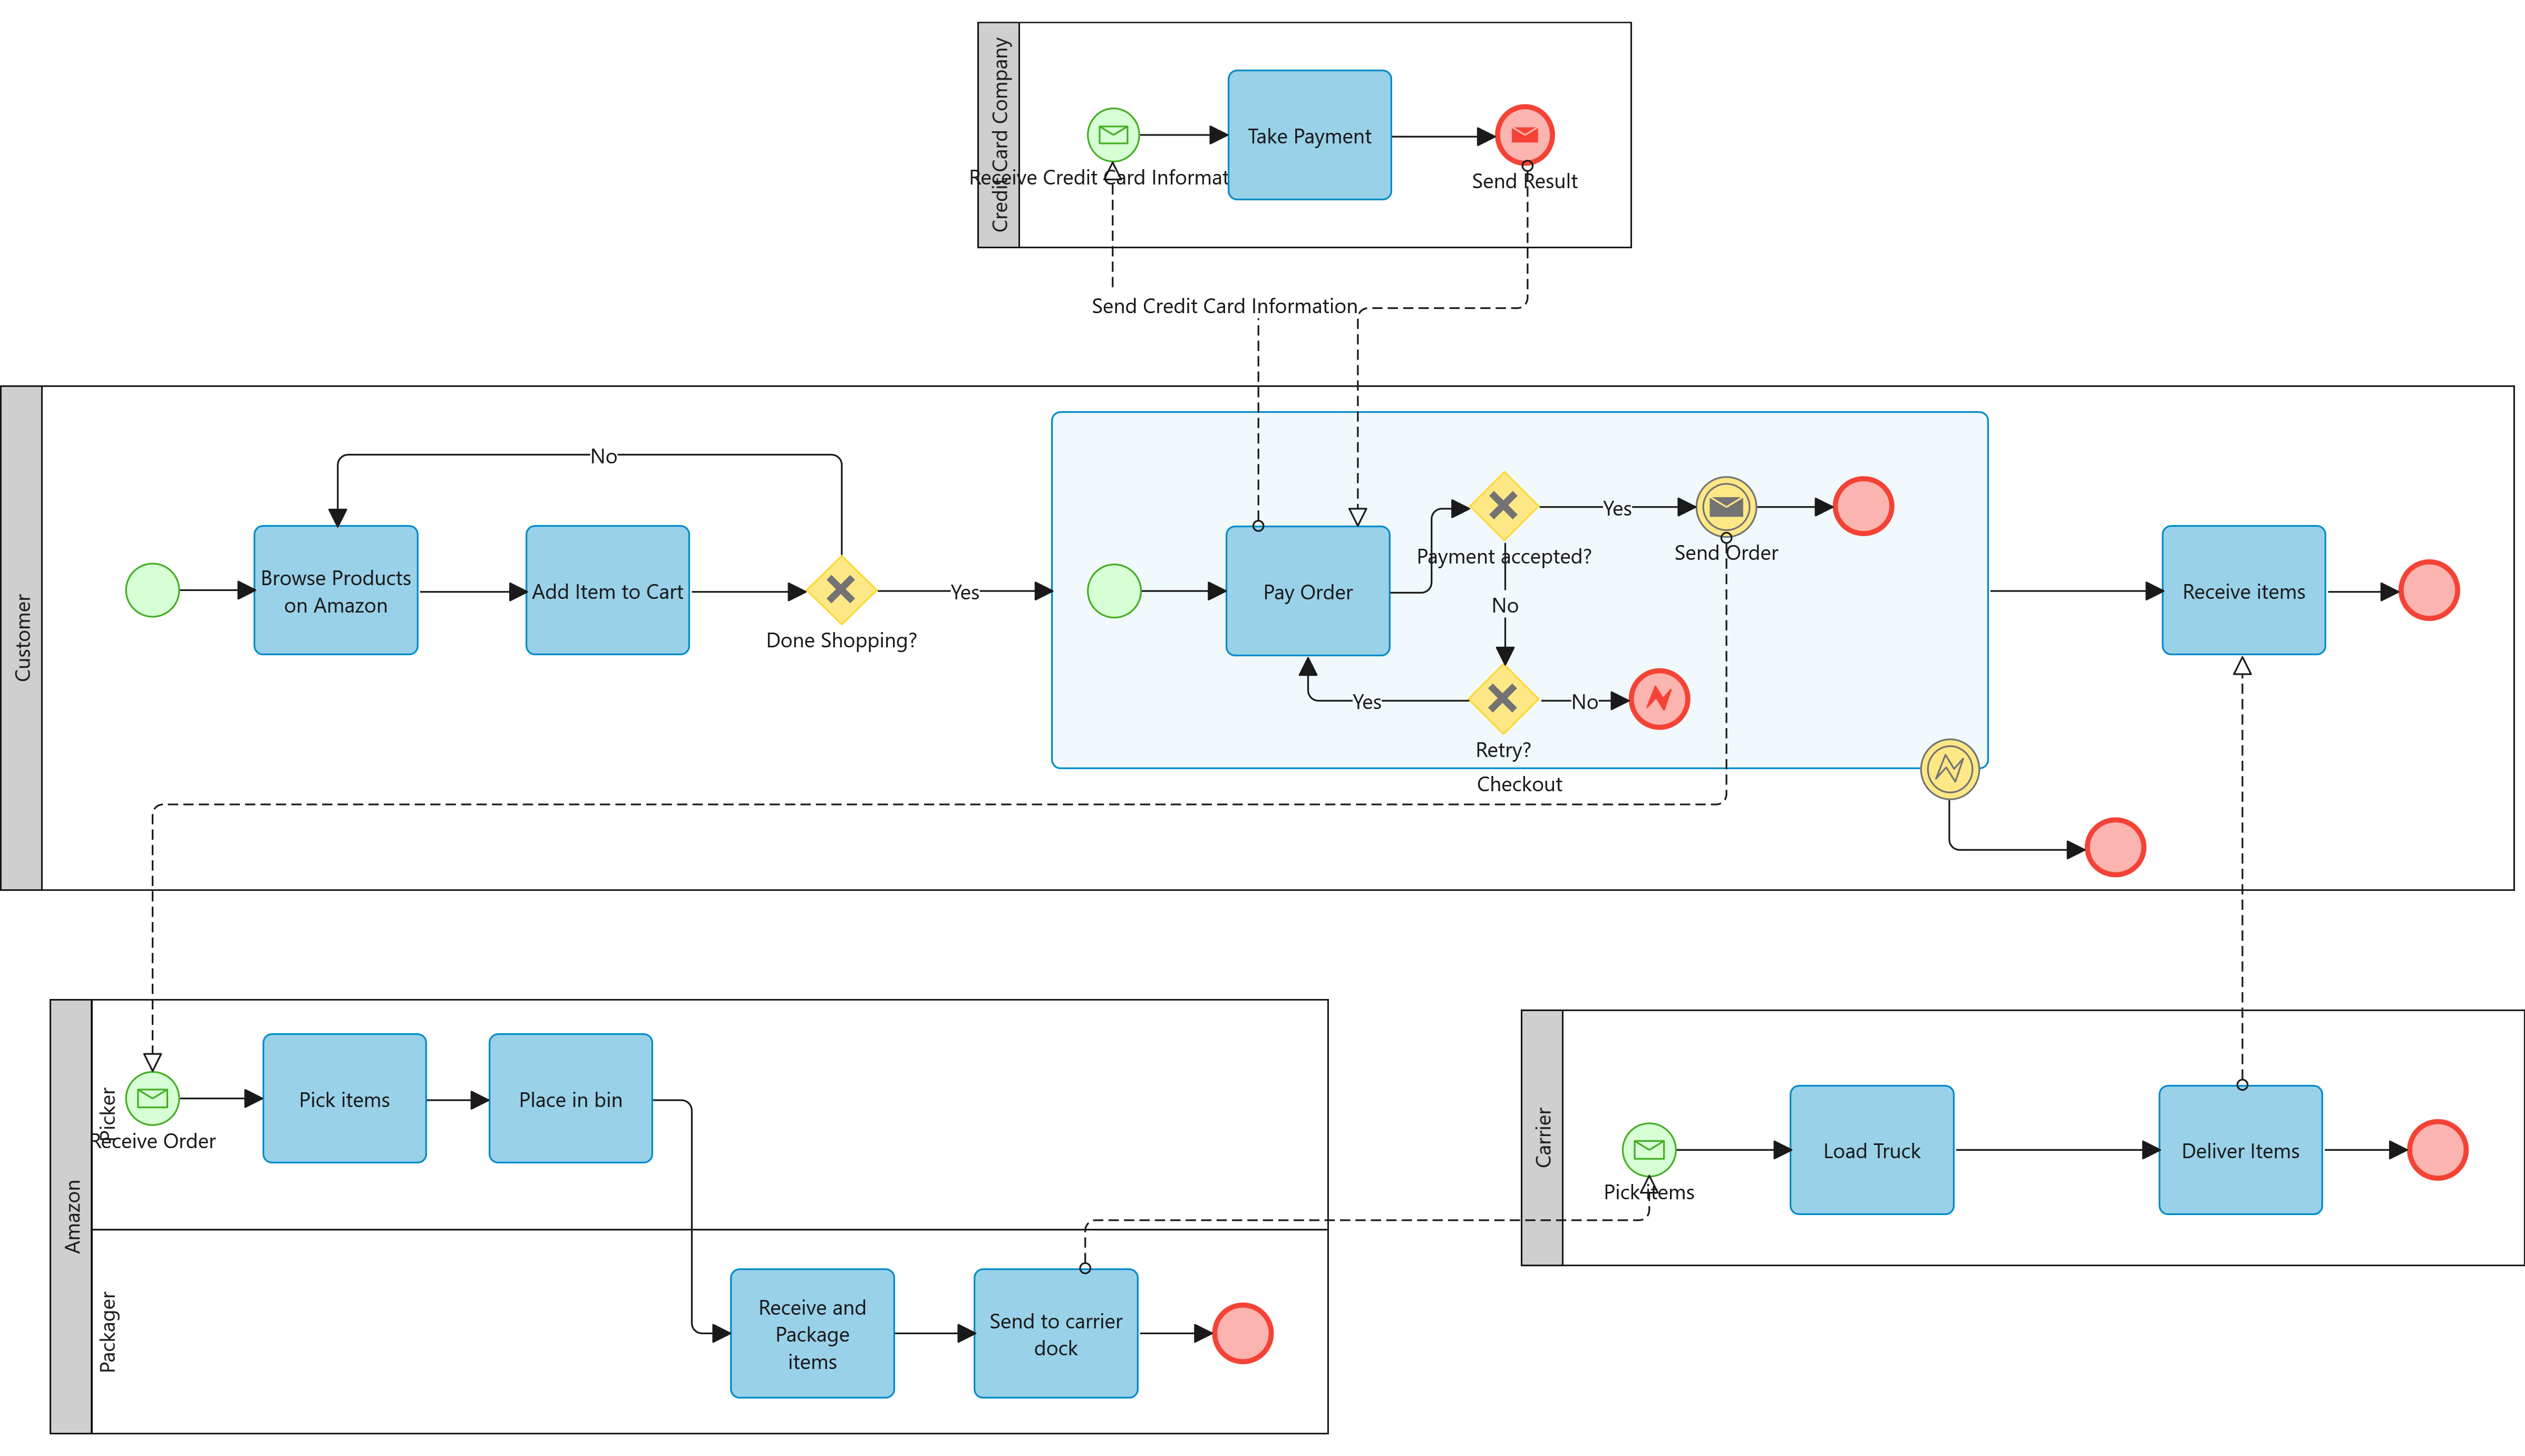 Credit Card Company
Receive Credit Card Informat
Take Payment
Send Result
Send Credit Card Information
Customer
No
Browse Products
on Amazon
Add Item to Cart
Done Shopping?
Yes
Pay Order
Payment accepted?
Yes
Send Order
No
Retry?
Yes
No
Checkout
Receive items
Amazon
Picker
Receive Order
Pick items
Place in bin
Packager
Receive and
Package
items
Send to carrier
dock
Carrier
Pick items
Load Truck
Deliver Items